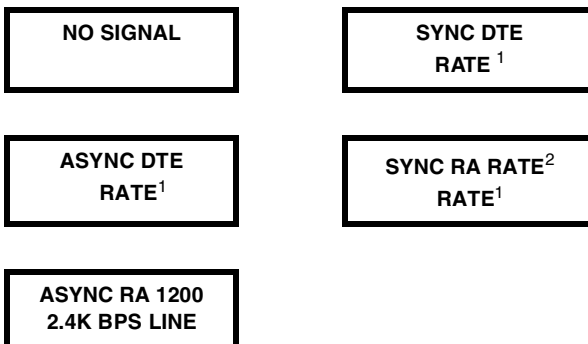 NO SIGNAL
SYNC DTE
RATE 1
ASYNC DTE
RATE1
SYNC RA RATE2
RATE1
ASYNC RA 1200
2.4K BPS LINE